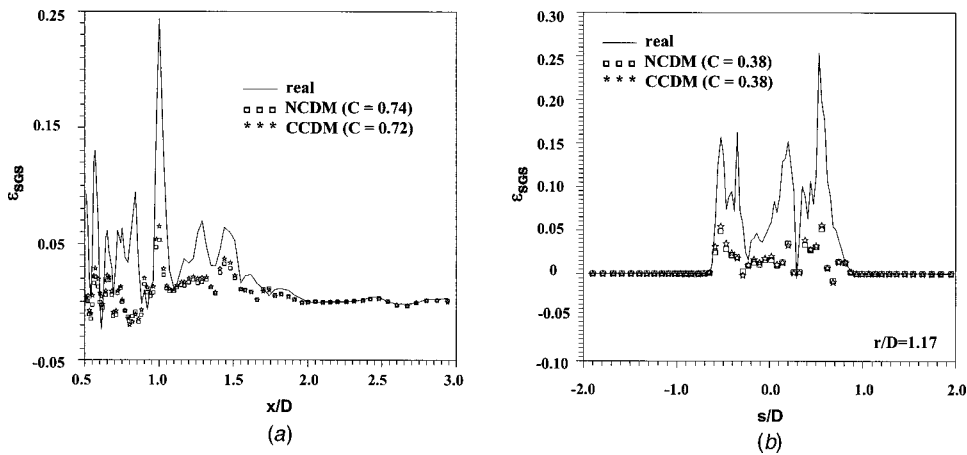 0.25
0.15
0.05
-0.05
εSGS
real
NCDM (C = 0.74)
CCDM (C = 0.72)
0.5 1.0 1.5 2.0 2.5 3.0
x/D
(a)
0.30
0.25
0.20
0.15
0.10
0.05
0
-0.05
-0.10
εSGS
real
NCDM (C = 0.38)
CCDM (C = 0.38)
r/D=1.17
-2.0 -1.0 0.0 1.0 2.0
s/D
(b)